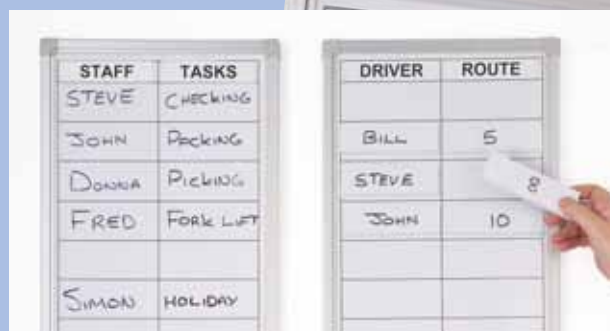 STAFF TASKS
STEVE CHECKING
JOHN PACKING
DONNA PICKING
FRED FORK LIFT
SIMON HOLIDAY
DRIVER ROUTE
BILL 5
STEVE 8
JOHN 10